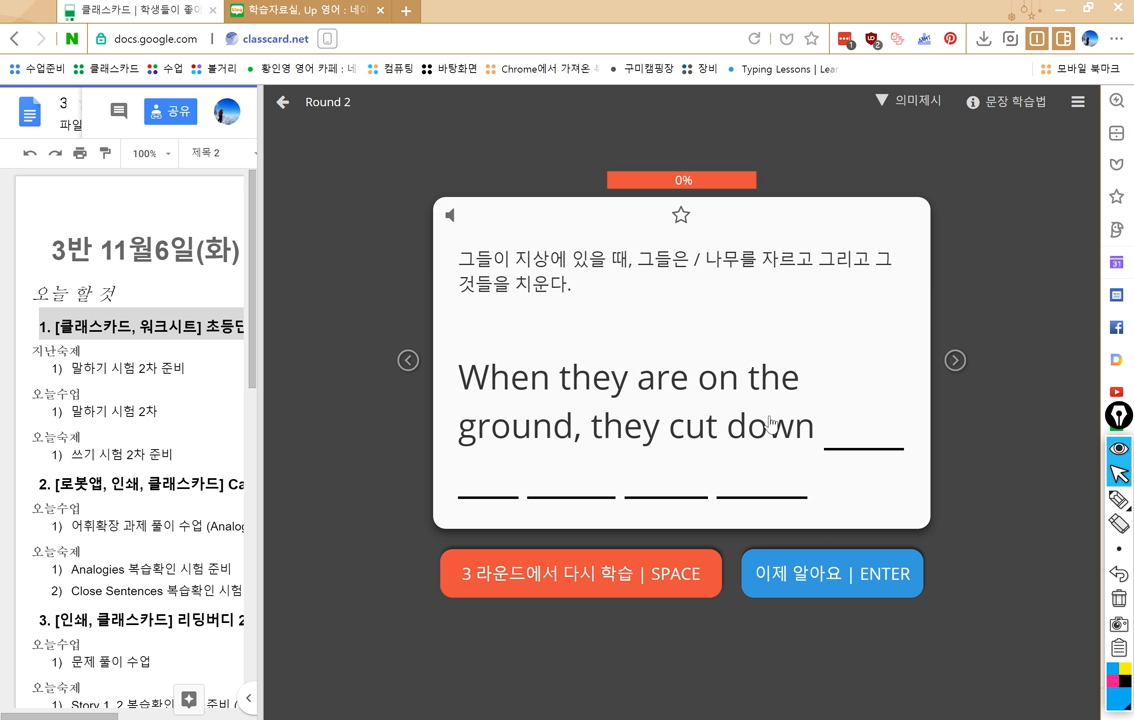 클래스카드 | 학생들이 좋아
학습자료실, Up 영어 : 네이
docs.google.com | classcard.net
수업준비 클래스카드 수업 볼거리 황인영 영어 카페 : 네 컴퓨팅 바탕화면 Chrome에서 가져온 구미캠핑장 장비 Typing Lessons | Lear 모바일 북마크
3
파일
공유
100% 제목 2
3반 11월6일(화)
오늘 할 것
1. [클래스카드, 워크시트] 초등단
지난숙제
1) 말하기 시험 2차 준비
오늘수업
1) 말하기 시험 2차
오늘숙제
1) 쓰기 시험 2차 준비
2. [로봇앱, 인쇄, 클래스카드] Ca
오늘수업
1) 어휘확장 과제 풀이 수업 (Analog
오늘숙제
1) Analogies 복습확인 시험 준비
2) Close Sentences 복습확인 시험
3. [인쇄, 클래스카드] 리딩버디 2
오늘수업
1) 문제 풀이 수업
오늘숙제
1) Story 1, 2 복습확인 준비 (
Round 2
의미제시
문장 학습법
0%
그들이 지상에 있을 때, 그들은 / 나무를 자르고 그리고 그
것들을 치운다.
When they are on the
ground, they cut down
3 라운드에서 다시 학습 | SPACE
이제 알아요 | ENTER